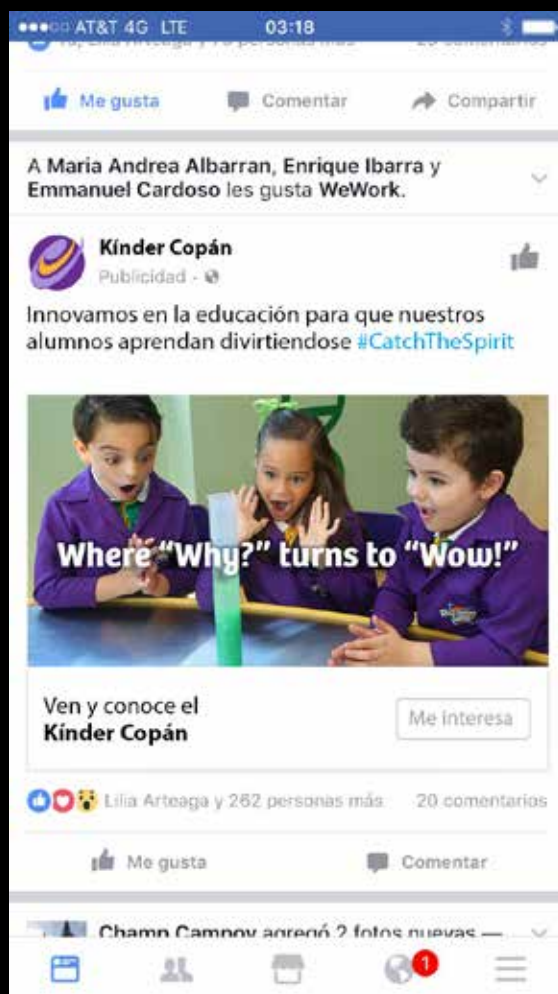 AT&T 4G LTE 03:18
Me gusta Comentar Compartir
A Maria Andrea Albarran, Enrique Ibarra y
Emmanuel Cardoso les gusta WeWork.
Kínder Copán
Publicidad
Innovamos en la educación para que nuestros
alumnos aprendan divirtiendose #CatchTheSpirit
Where "Why?" turns to "Wow!"
Ven y conoce el
Kínder Copán
Me interesa
Lilia Arteaga y 262 personas más 20 comentarios
Me gusta Comentar
Champ Campoy agregó 2 fotos nuevas —
1